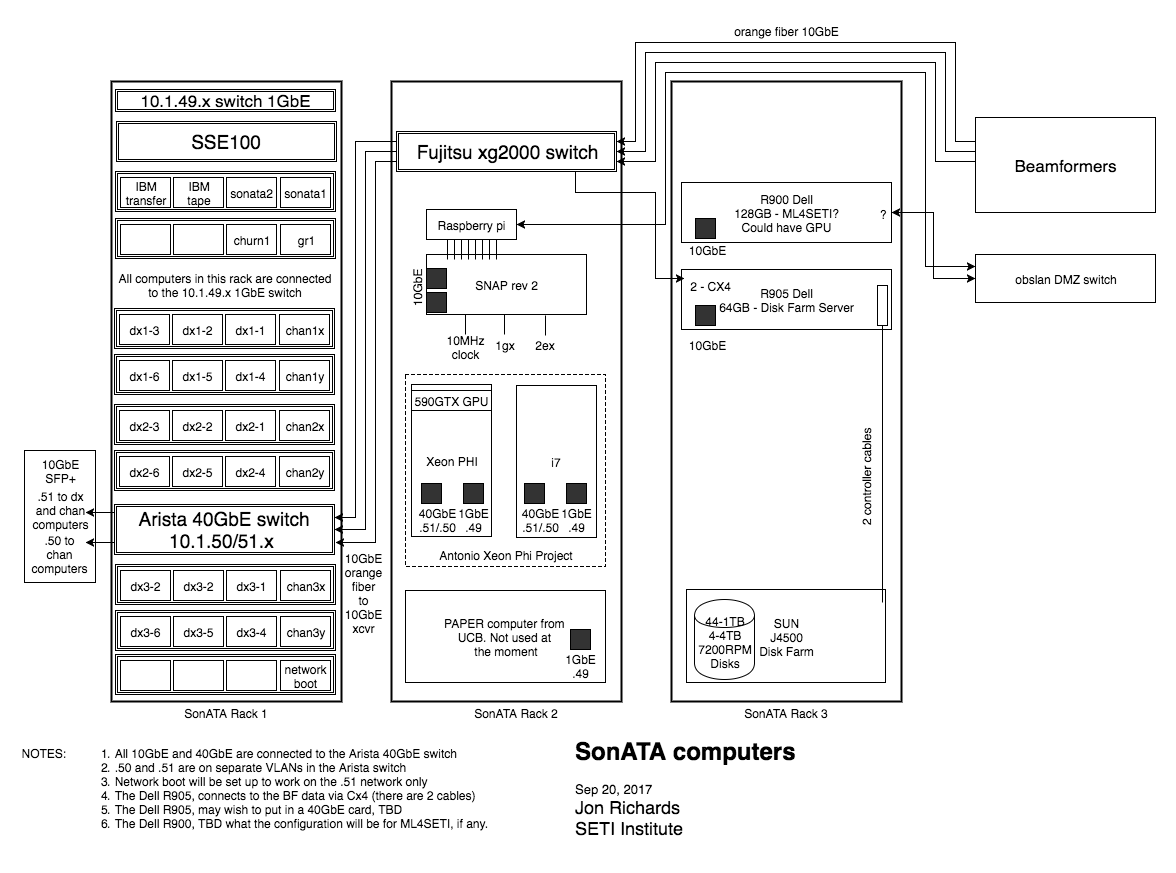 orange fiber 10GbE
10.1.49.x switch 1GbE
SSE100
IBM
transfer
IBM
tape
sonata2
sonata1
churn1
gr1
All computers in this rack are connected
to the 10.1.49.x 1GbE switch
dx1-3
dx1-2
dx1-1
chan1x
dx1-6
dx1-5
dx1-4
chan1y
dx2-3
dx2-2
dx2-1
chan2x
dx2-6
dx2-5
dx2-4
chan2y
10GbE
SFP+
.51 to dx
and chan
computers
.50 to
chan
computers
Arista 40GbE switch
10.1.50/51.x
dx3-2
dx3-2
dx3-1
chan3x
dx3-6
dx3-5
dx3-4
chan3y
network
boot
SonATA Rack 1
10GbE
orange
fiber
to
10GbE
xcvr
Fujitsu xg2000 switch
Raspberry pi
10GbE
SNAP rev 2
10MHz
clock
1gx
2ex
590GTX GPU
Xeon PHI
40GbE
.51/.50
1GbE
.49
i7
40GbE
.51/.50
1GbE
.49
Antonio Xeon Phi Project
PAPER computer from
UCB. Not used at
the moment
1GbE
.49
SonATA Rack 2
R900 Dell
128GB - ML4SETI?
Could have GPU
?
10GbE
2 - CX4
R905 Dell
64GB - Disk Farm Server
10GbE
2 controller cables
44-1TB
4-4TB
7200RPM
Disks
SUN
J4500
Disk Farm
SonATA Rack 3
Beamformers
obslan DMZ switch
NOTES:
1. All 10GbE and 40GbE are connected to the Arista 40GbE switch
2. .50 and .51 are on separate VLANs in the Arista switch
3. Network boot will be set up to work on the .51 network only
4. The Dell R905, connects to the BF data via Cx4 (there are 2 cables)
5. The Dell R905, may wish to put in a 40GbE card, TBD
6. The Dell R900, TBD what the configuration will be for ML4SETI, if any.
SonATA computers
Sep 20, 2017
Jon Richards
SETI Institute